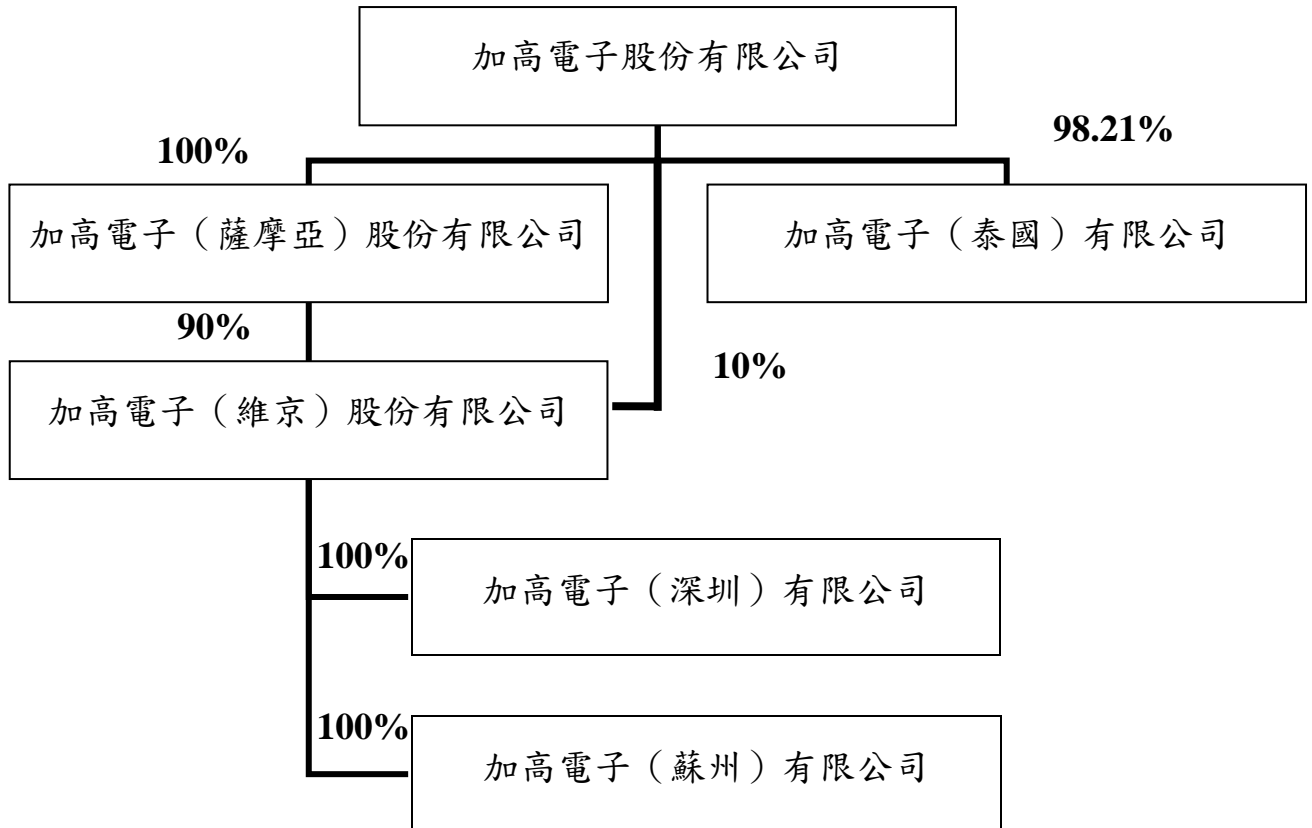 加高電子股份有限公司
100%
98.21%
加高電子（薩摩亞）股份有限公司
加高電子（泰國）有限公司
90%
10%
加高電子（維京）股份有限公司
100%
加高電子（深圳）有限公司
100%
加高電子（蘇州）有限公司